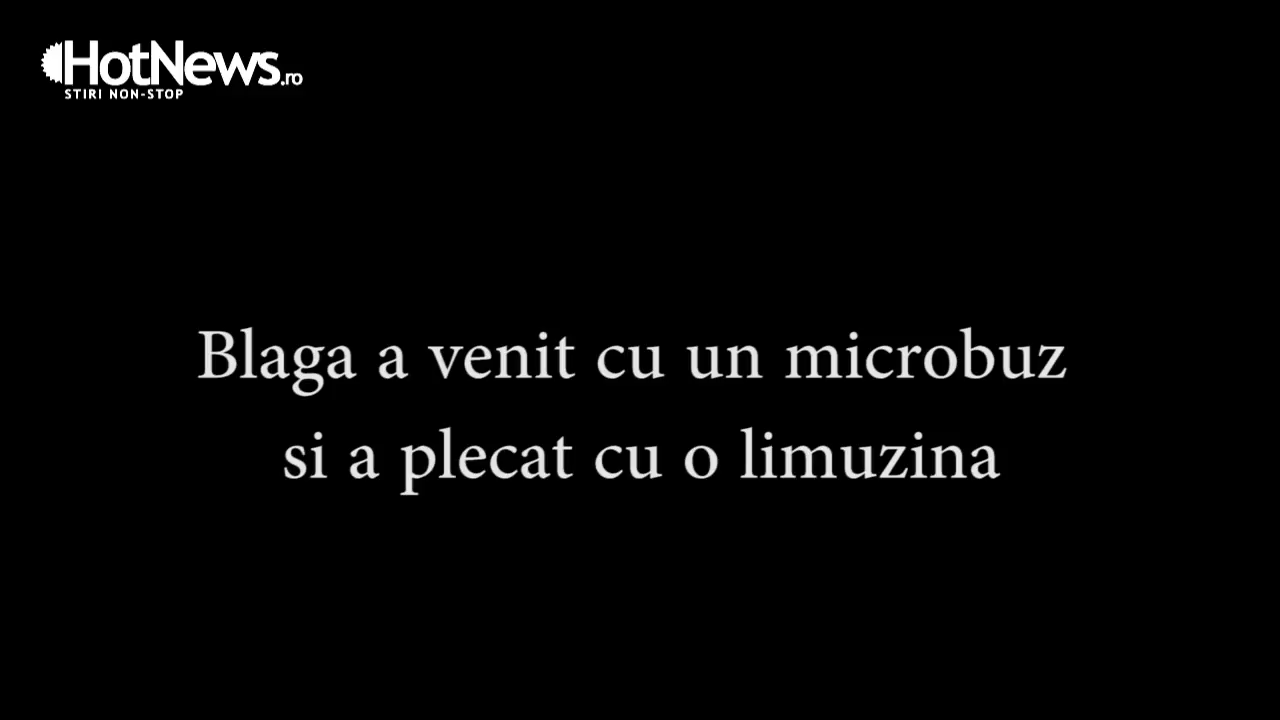 HotNews.ro
STIRI NON-STOP
Blaga a venit cu un microbuz
si a plecat cu o limuzina